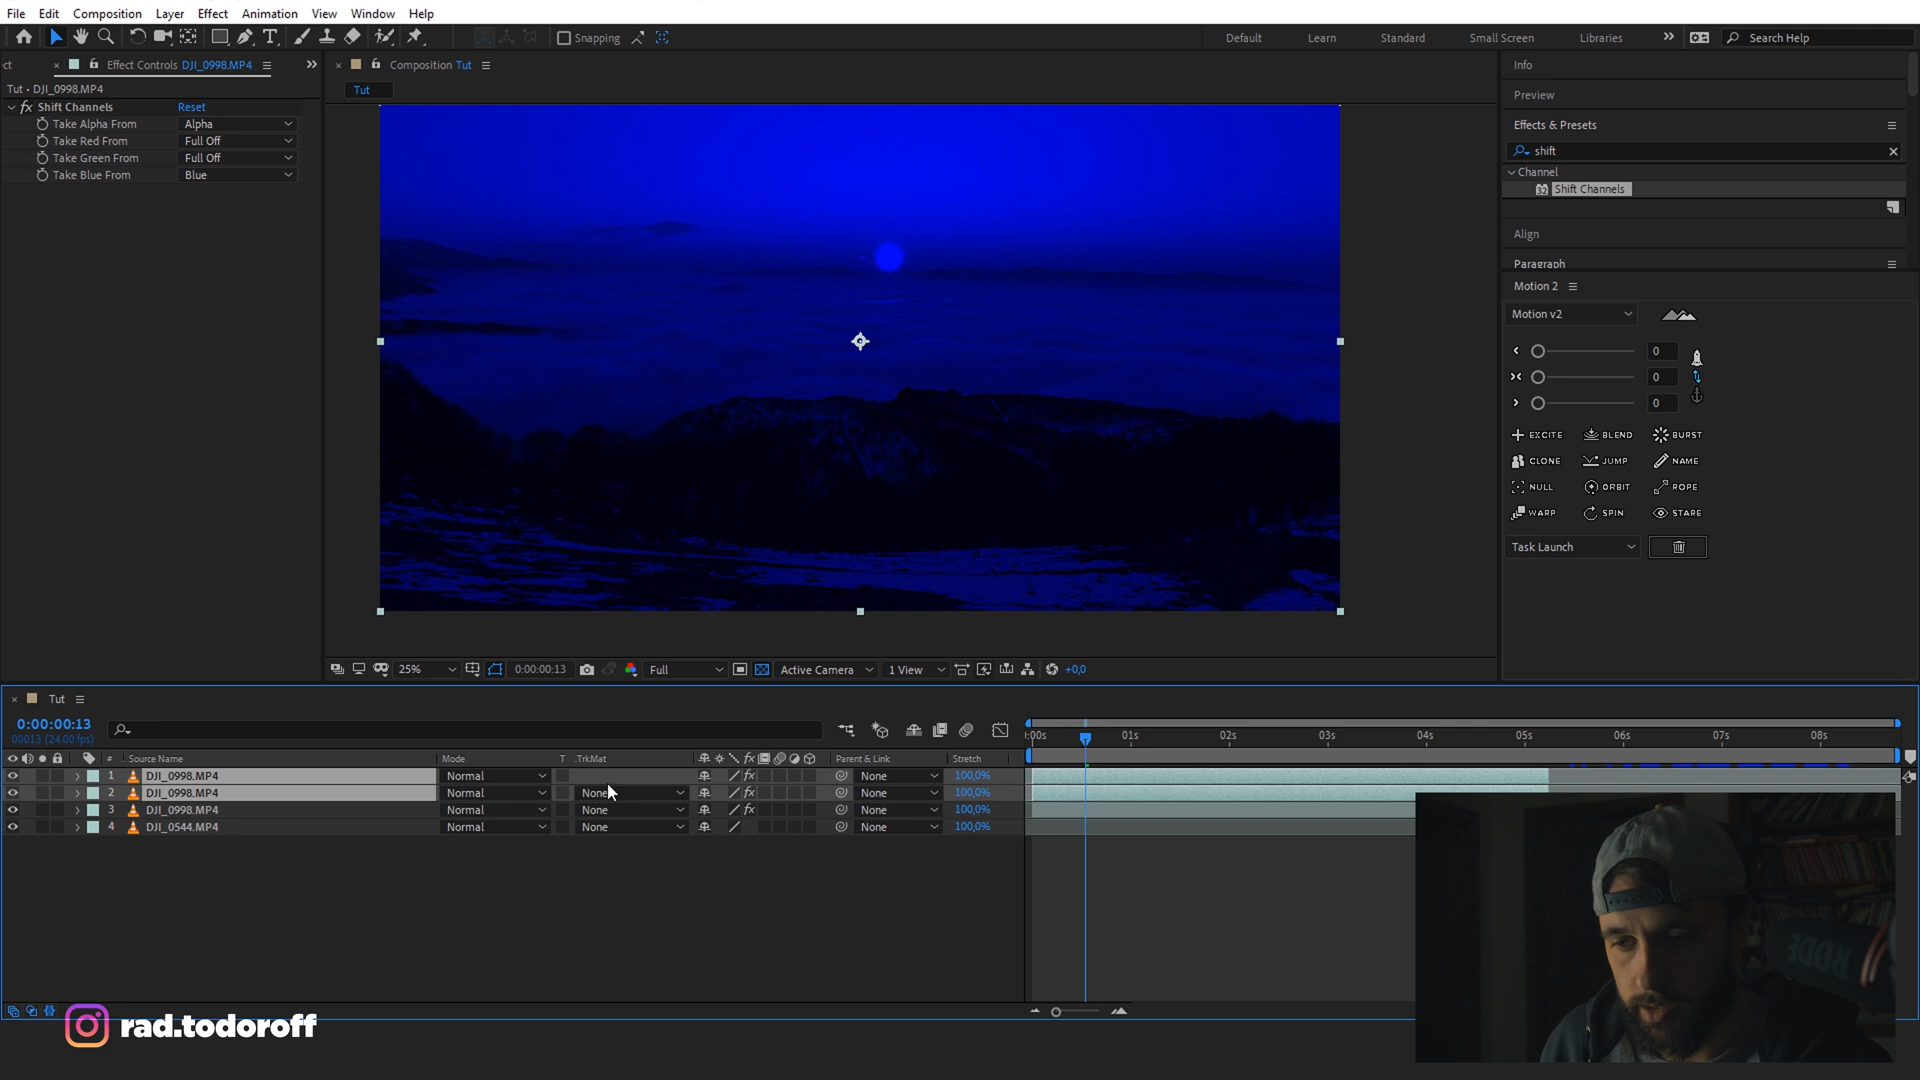 File Edit Composition Layer Effect Animation View Window Help
Snapping
Default Learn Standard Small Screen Libraries
Search Help
ct × Effect Controls DJI_0998.MP4
Tut • DJI_0998.MP4
fx Shift Channels Reset
Take Alpha From Alpha
Take Red From Full Off
Take Green From Full Off
Take Blue From Blue
Composition Tut
Tut
25% 0:00:00:13 Full Active Camera 1 View +0,0
Info
Preview
Effects & Presets
shift
Channel
32 Shift Channels
Align
Paragraph
Motion 2
Motion v2
0
0
0
EXCITE BLEND BURST
CLONE JUMP NAME
NULL ORBIT ROPE
WARP SPIN STARE
Task Launch
Tut
0:00:00:13
00013 (24.00 fps)
:00s 01s 02s 03s 04s 05s 06s 07s 08s
# Source Name Mode T .TrkMat fx Parent & Link Stretch
1 DJI_0998.MP4 Normal fx None 100,0%
2 DJI_0998.MP4 Normal None fx None 100,0%
3 DJI_0998.MP4 Normal None fx None 100,0%
4 DJI_0544.MP4 Normal None None 100,0%
rad.todoroff
RØDE